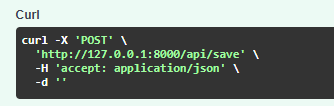 Curl
curl -X 'POST' \
'http://127.0.0.1:8000/api/save' \
-H 'accept: application/json' \
-d ''